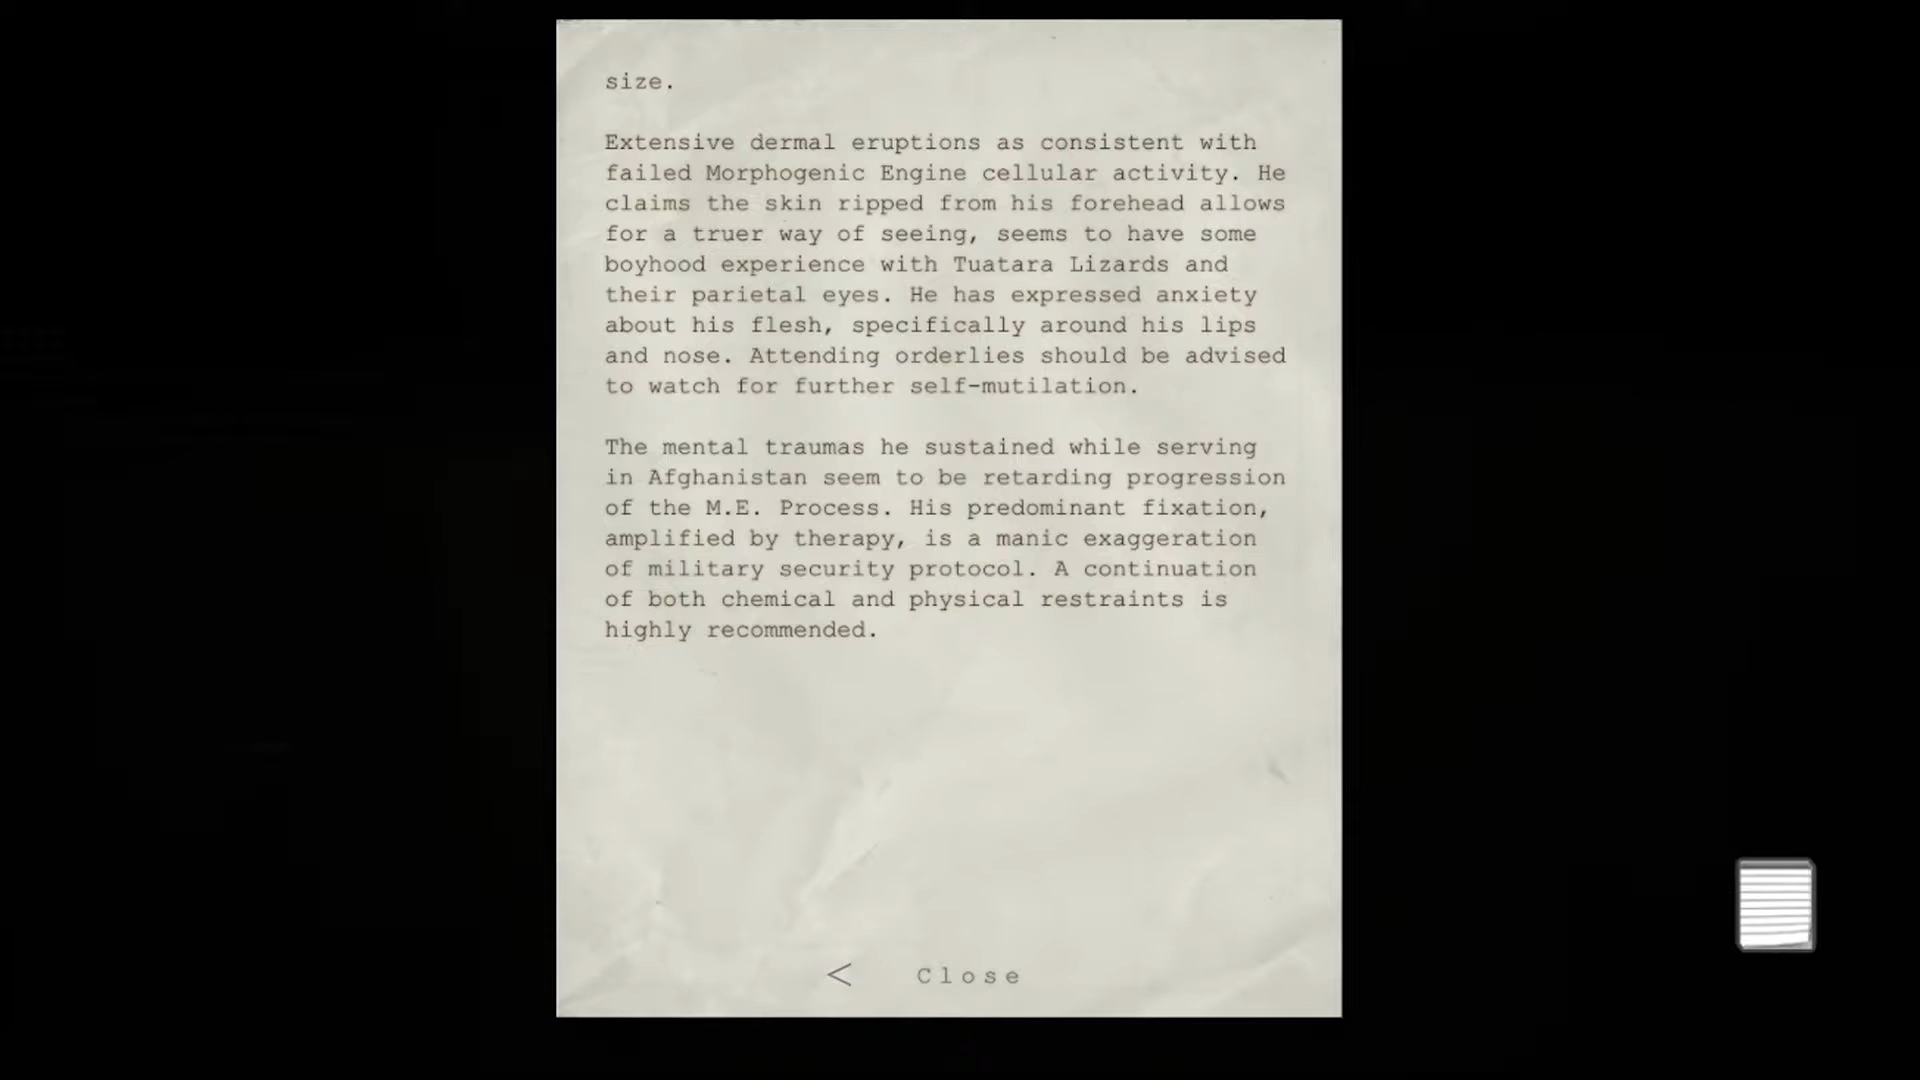 size.
Extensive dermal eruptions as consistent with
failed Morphogenic Engine cellular activity. He
claims the skin ripped from his forehead allows
for a truer way of seeing, seems to have some
boyhood experience with Tuatara Lizards and
their parietal eyes. He has expressed anxiety
about his flesh, specifically around his lips
and nose. Attending orderlies should be advised
to watch for further self-mutilation.
The mental traumas he sustained while serving
in Afghanistan seem to be retarding progression
of the M.E. Process. His predominant fixation,
amplified by therapy, is a manic exaggeration
of military security protocol. A continuation
of both chemical and physical restraints is
highly recommended.
< Close